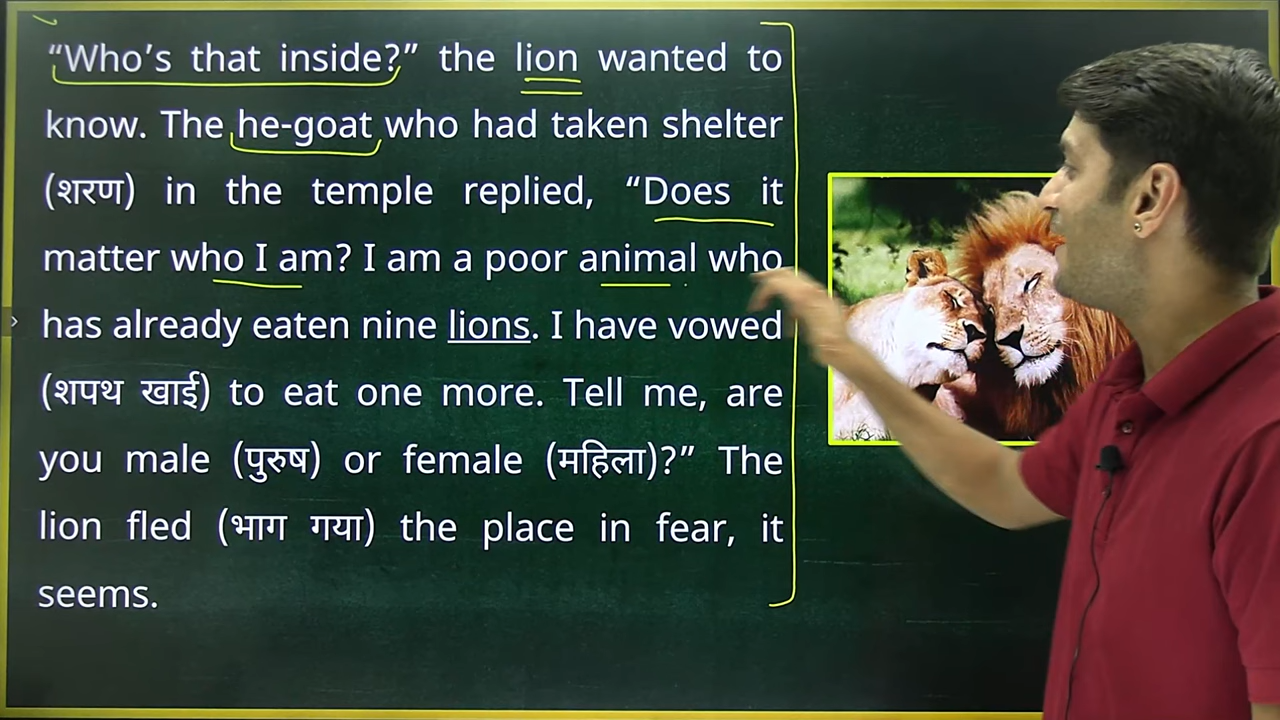 “Who’s that inside?” the lion wanted to
know. The he-goat who had taken shelter
(शरण) in the temple replied, “Does it
matter who I am? I am a poor animal who
has already eaten nine lions. I have vowed
(शपथ खाई) to eat one more. Tell me, are
you male (पुरुष) or female (महिला)?” The
lion fled (भाग गया) the place in fear, it
seems.